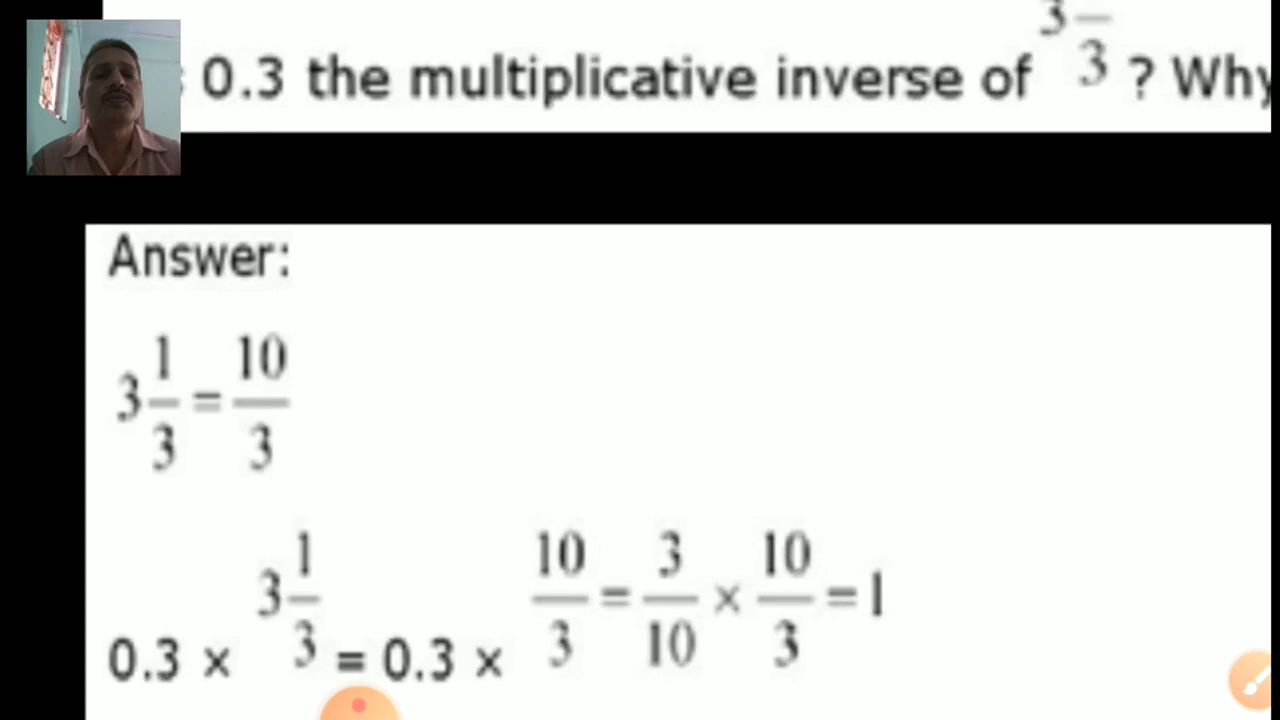 0.3 the multiplicative inverse of 3 — 3 ? Why
Answer:
3 1/3 = 10/3
0.3 × 3 1/3 = 0.3 × 10/3 = 3/10 × 10/3 = 1